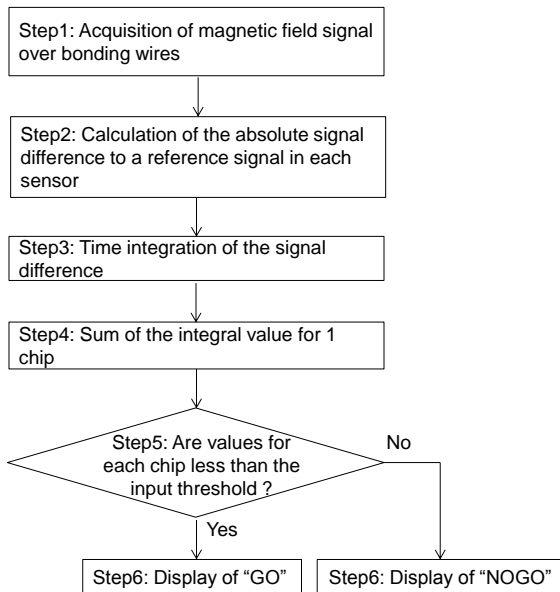 Step1: Acquisition of magnetic field signal
over bonding wires
Step2: Calculation of the absolute signal
difference to a reference signal in each
sensor
Step3: Time integration of the signal
difference
Step4: Sum of the integral value for 1
chip
Step5: Are values for
each chip less than the
input threshold ?
No
Yes
Step6: Display of “GO”
Step6: Display of “NOGO”